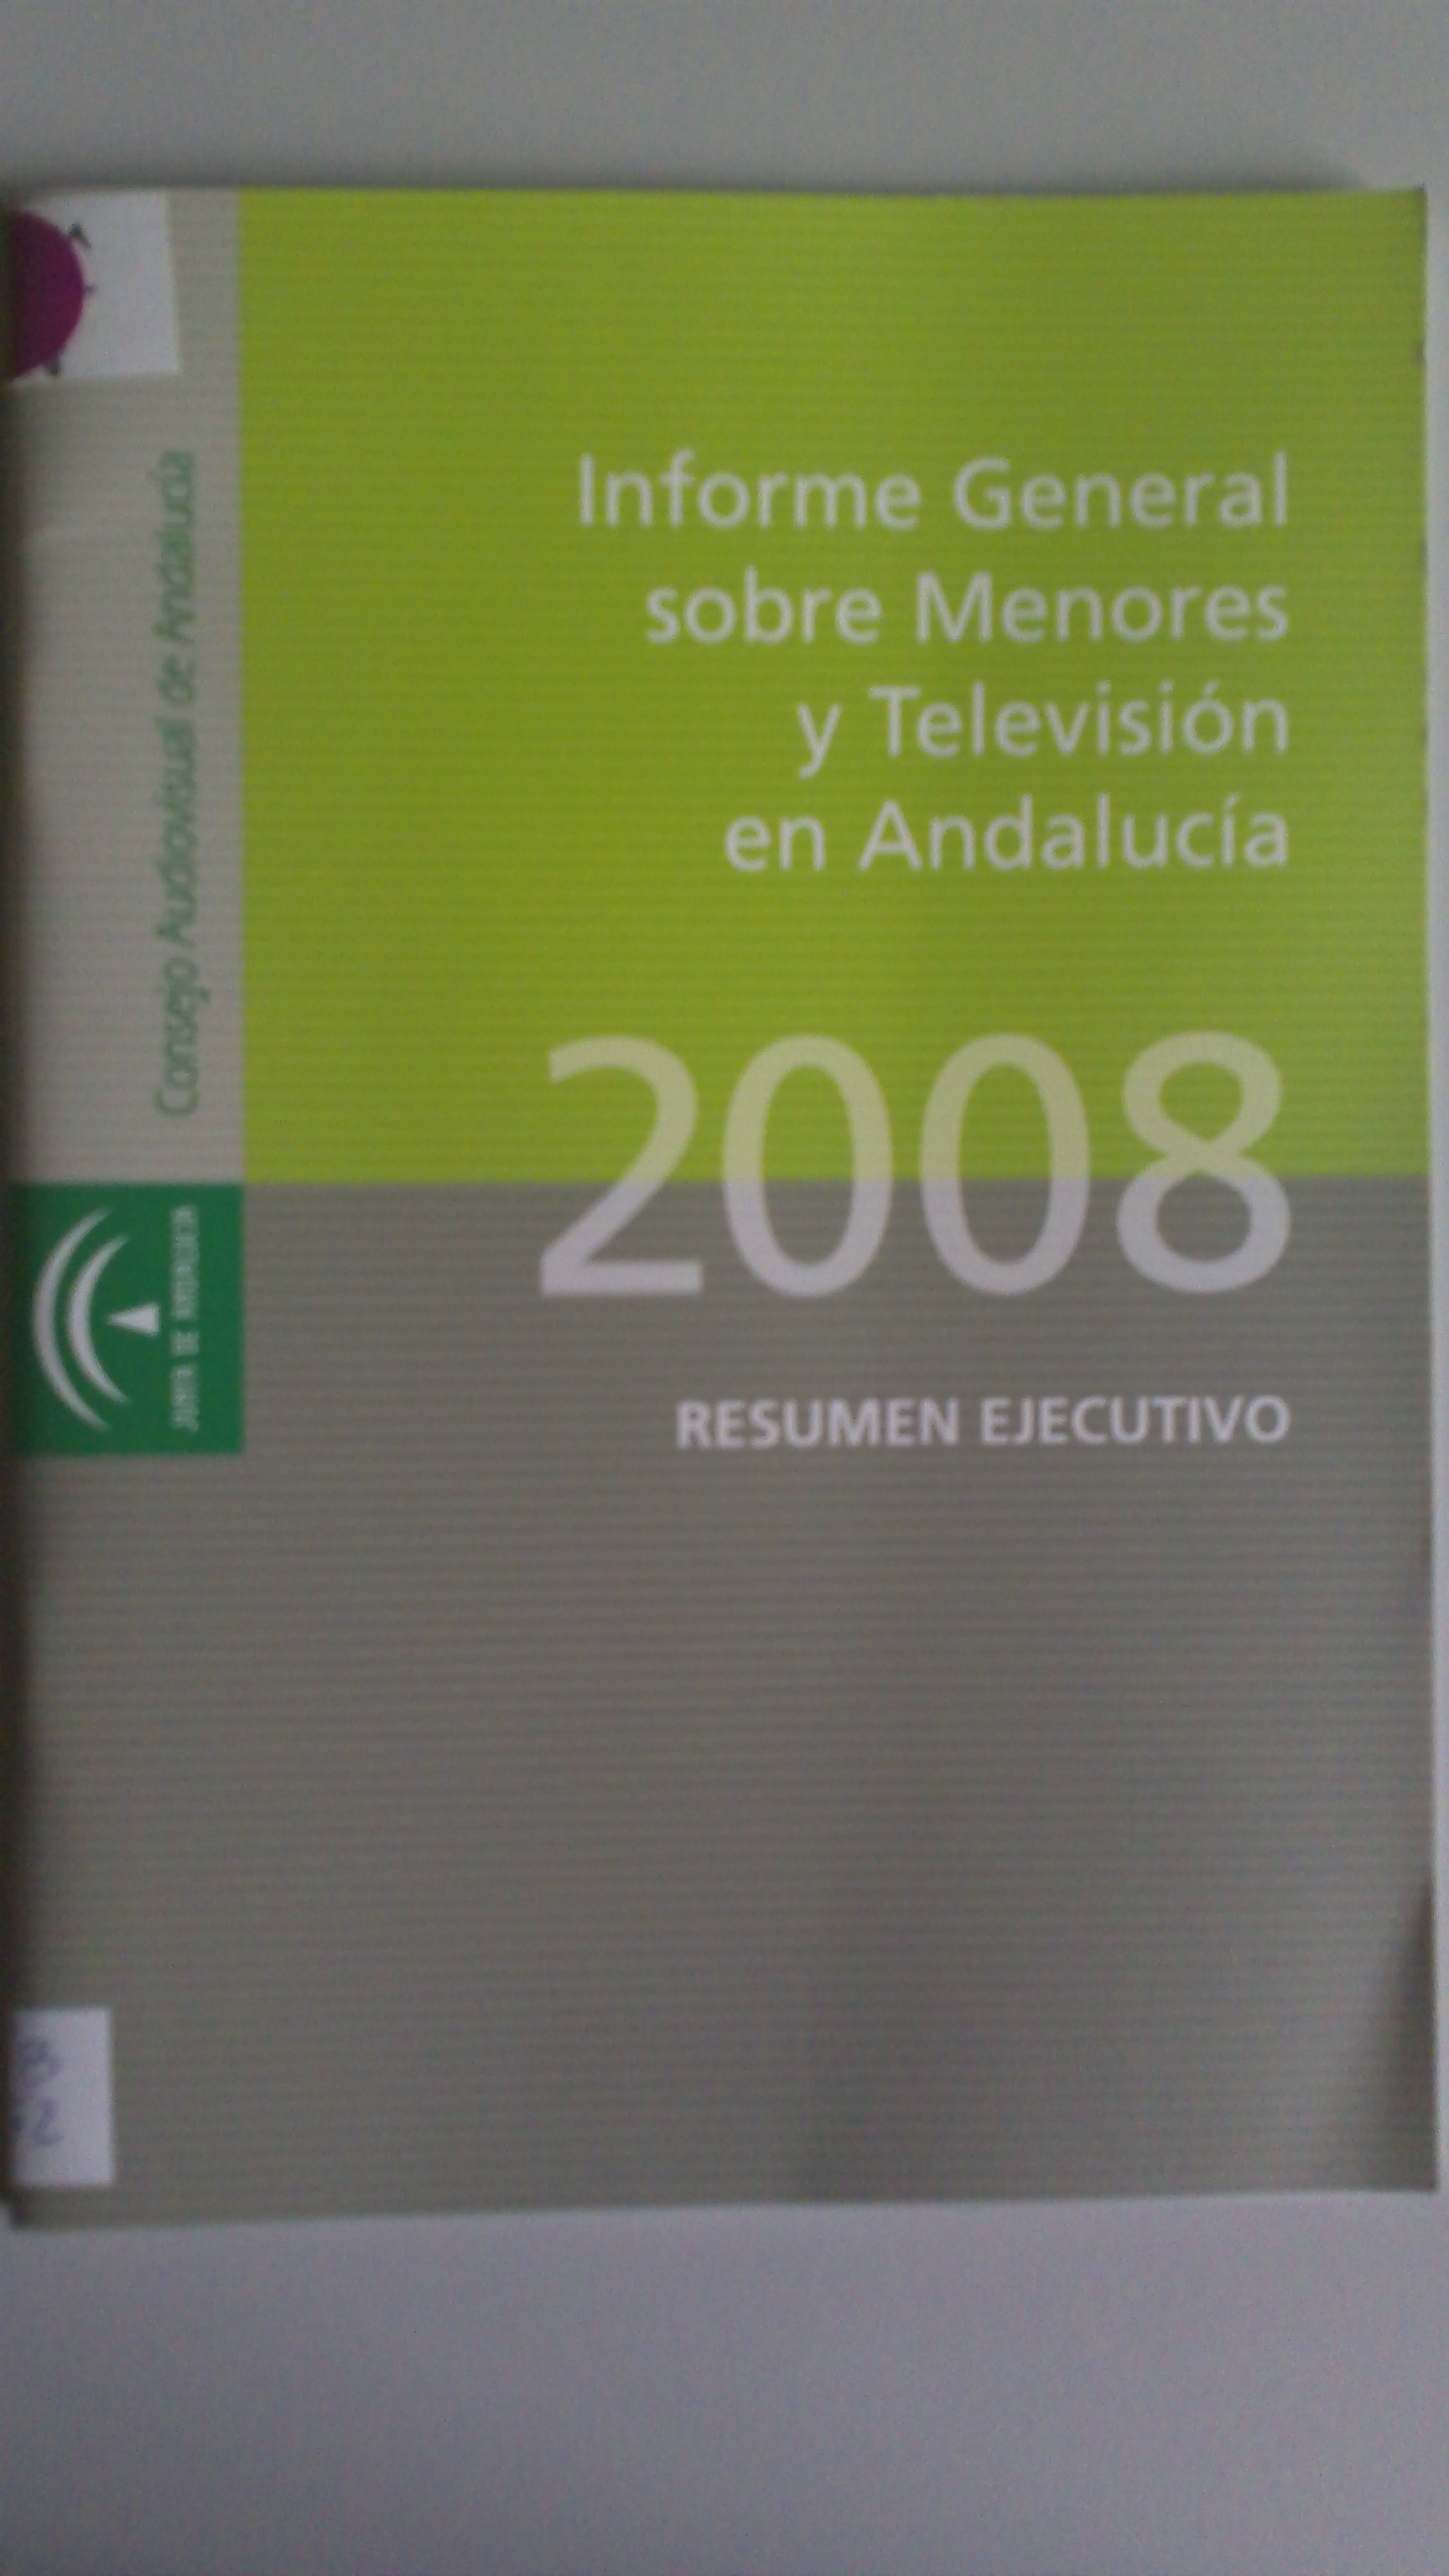 Informe General
sobre Menores
y Televisión
en Andalucía
2008
RESUMEN EJECUTIVO
Consejo Audiovisual de Andalucía
JUNTA DE ANDALUCIA